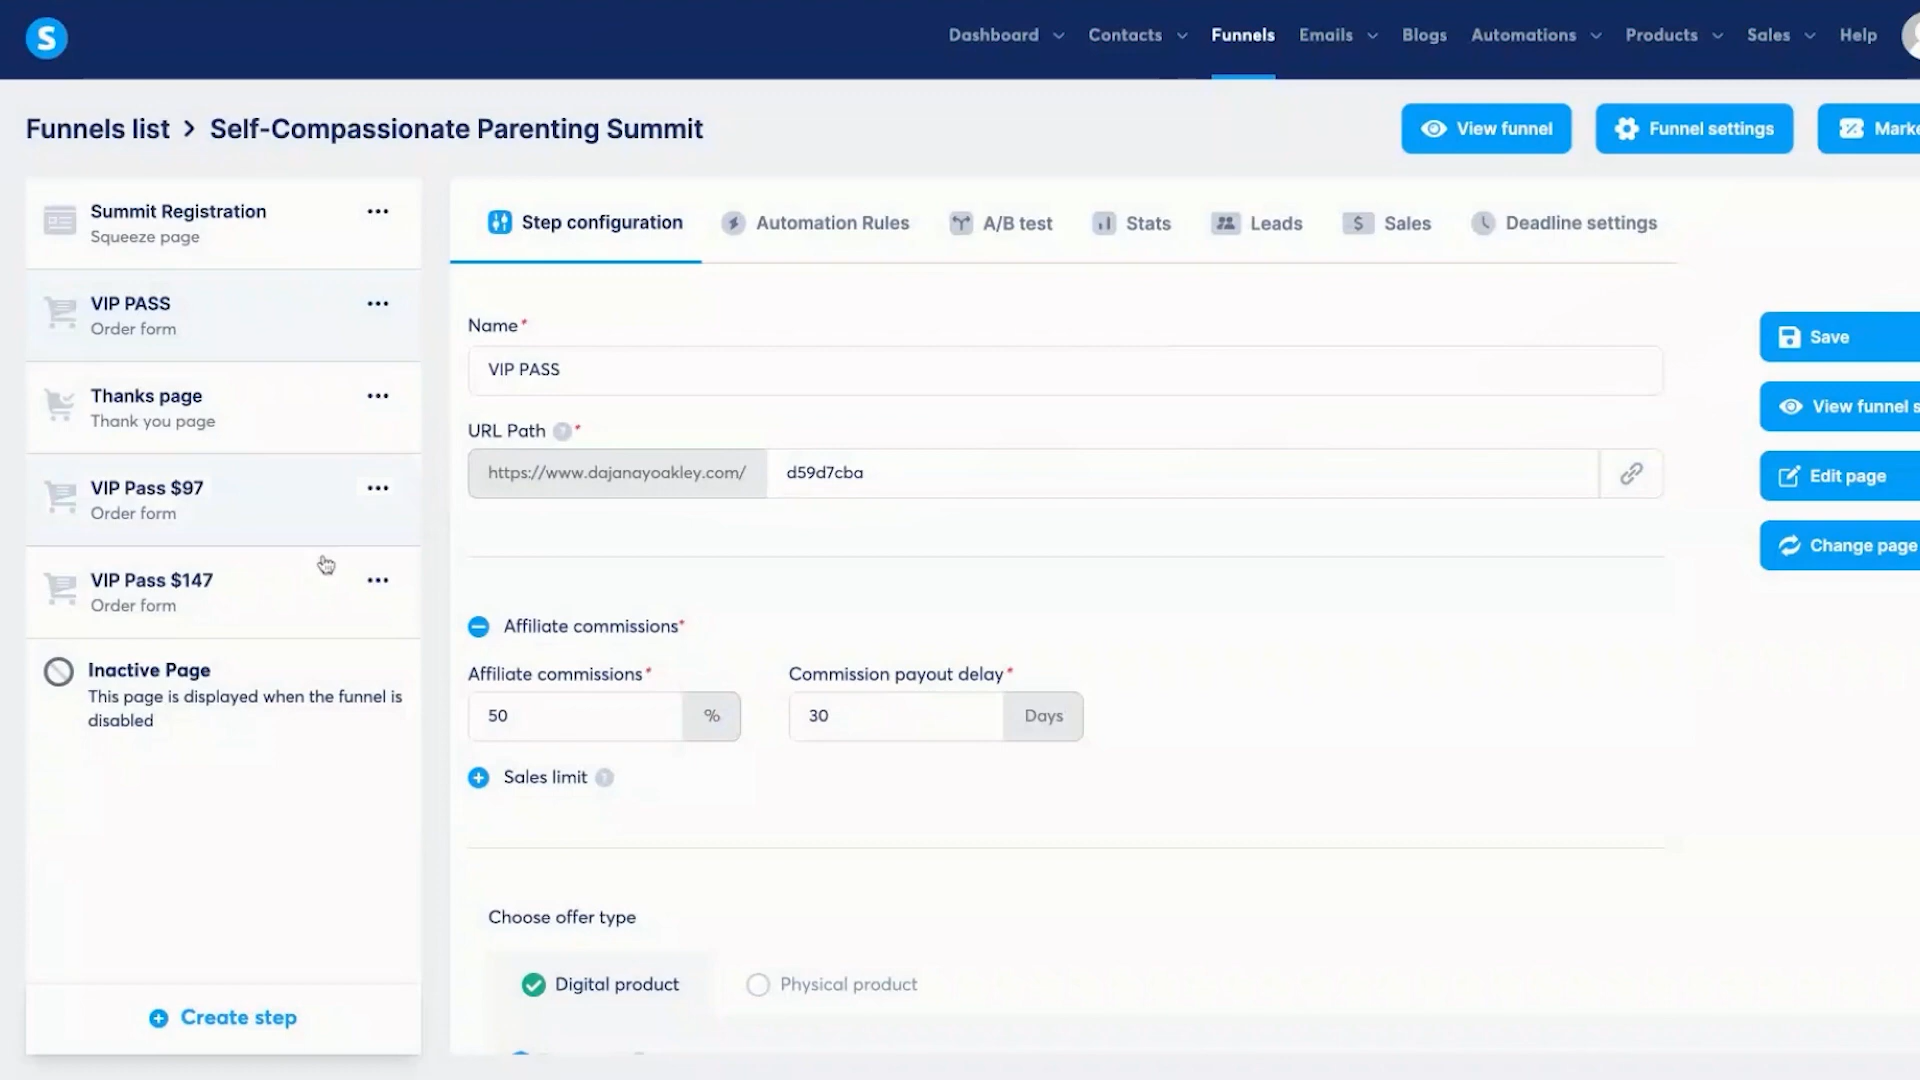 S
Dashboard Contacts Funnels Emails Blogs Automations Products Sales Help
Funnels list > Self-Compassionate Parenting Summit
View funnel Funnel settings Marke
Summit Registration
Squeeze page
VIP PASS
Order form
Thanks page
Thank you page
VIP Pass $97
Order form
VIP Pass $147
Order form
Inactive Page
This page is displayed when the funnel is
disabled
Create step
Step configuration Automation Rules A/B test Stats Leads $ Sales Deadline settings
Name*
VIP PASS
URL Path ?*
https://www.dajanayoakley.com/ d59d7cba
Affiliate commissions*
Affiliate commissions* Commission payout delay*
50 % 30 Days
Sales limit ?
Choose offer type
Digital product Physical product
Save
View funnel s
Edit page
Change page